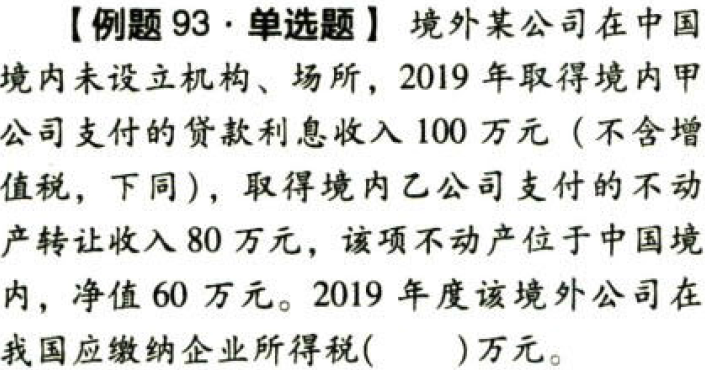 【例题 93·单选题】 境外某公司在中国
境内未设立机构、场所，2019 年取得境内甲
公司支付的贷款利息收入 100 万元（不含增
值税，下同），取得境内乙公司支付的不动
产转让收入 80 万元，该项不动产位于中国境
内，净值 60 万元。2019 年度该境外公司在
我国应缴纳企业所得税(　　)万元。